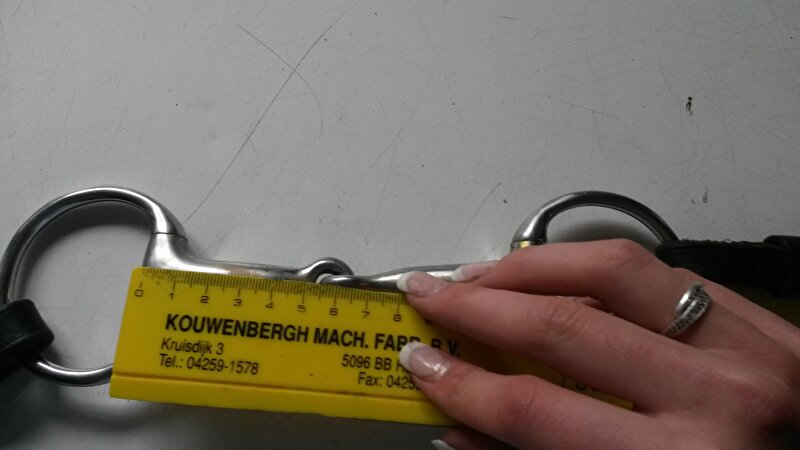 0 1 2 3 4 5 6 7 8
KOUWENBERGH MACH. FABR. B.V.
Kruisdijk 3 5096 BB
Tel.: 04259-1578 Fax: